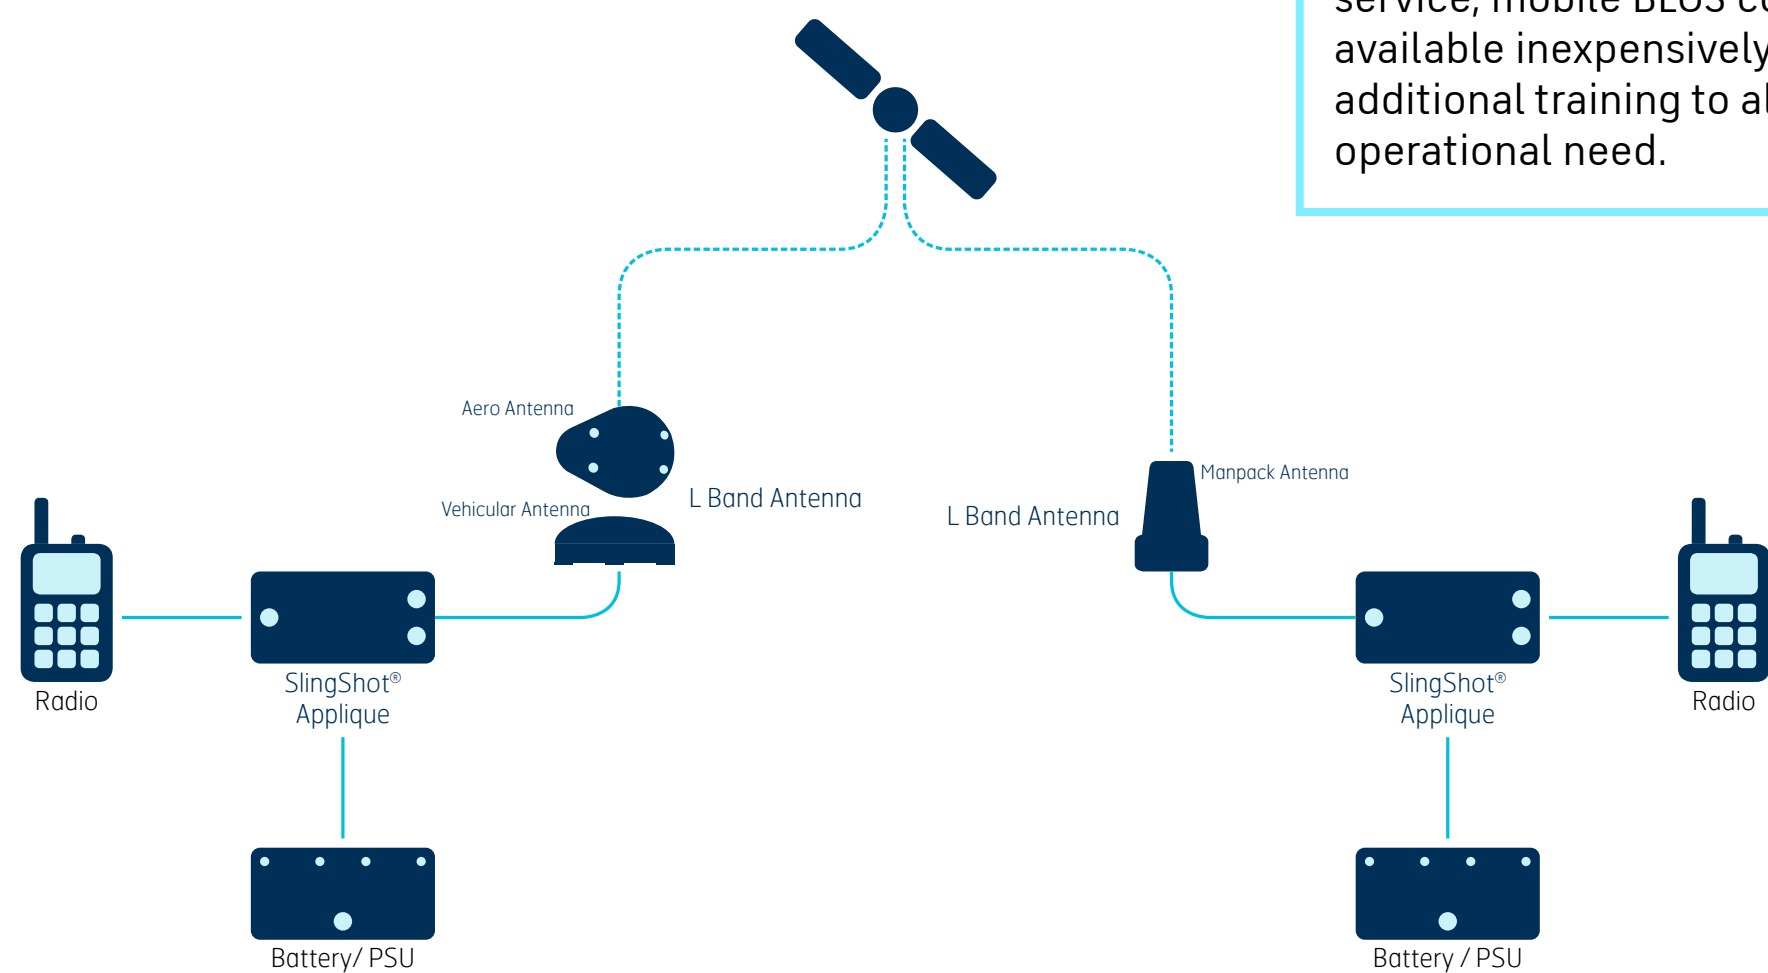 available inexpensively
additional training to
operational need.
Aero Antenna
Manpack Antenna
L Band Antenna
Vehicular Antenna
L Band Antenna
SlingShot®
Applique
Radio
SlingShot®
Applique
Radio
Battery/ PSU
Battery / PSU